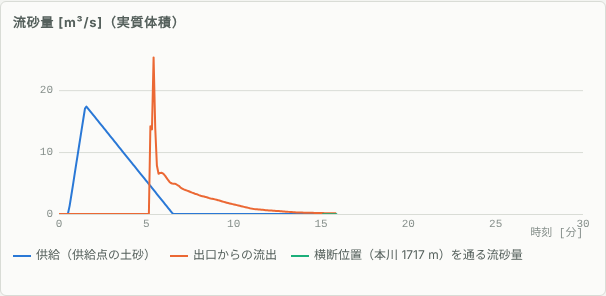 流砂量 [m³/s]（実質体積）
20
10
0
0 5 10 15 20 25 30
時刻 [分]
供給（供給点の土砂） 出口からの流出 横断位置（本川 1717 m）を通る流砂量